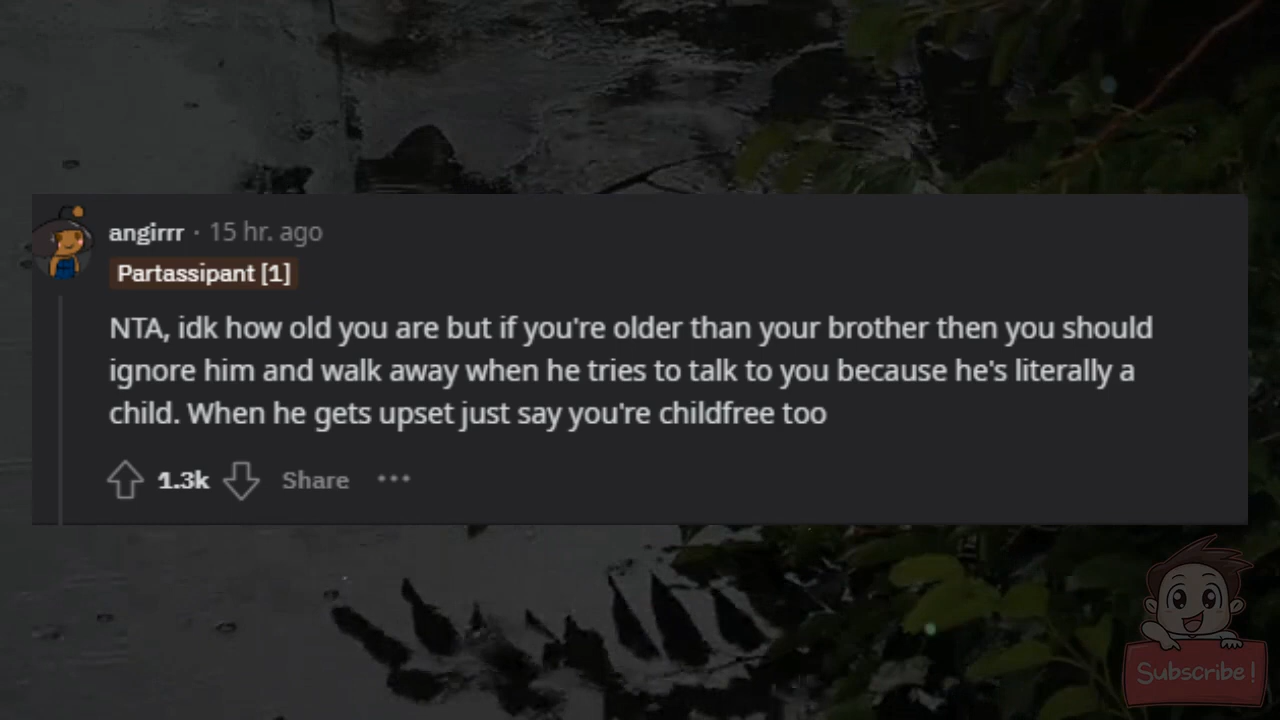 angirrr · 15 hr. ago
Partassipant [1]
NTA, idk how old you are but if you're older than your brother then you should
ignore him and walk away when he tries to talk to you because he's literally a
child. When he gets upset just say you're childfree too
1.3k Share ···
Subscribe!